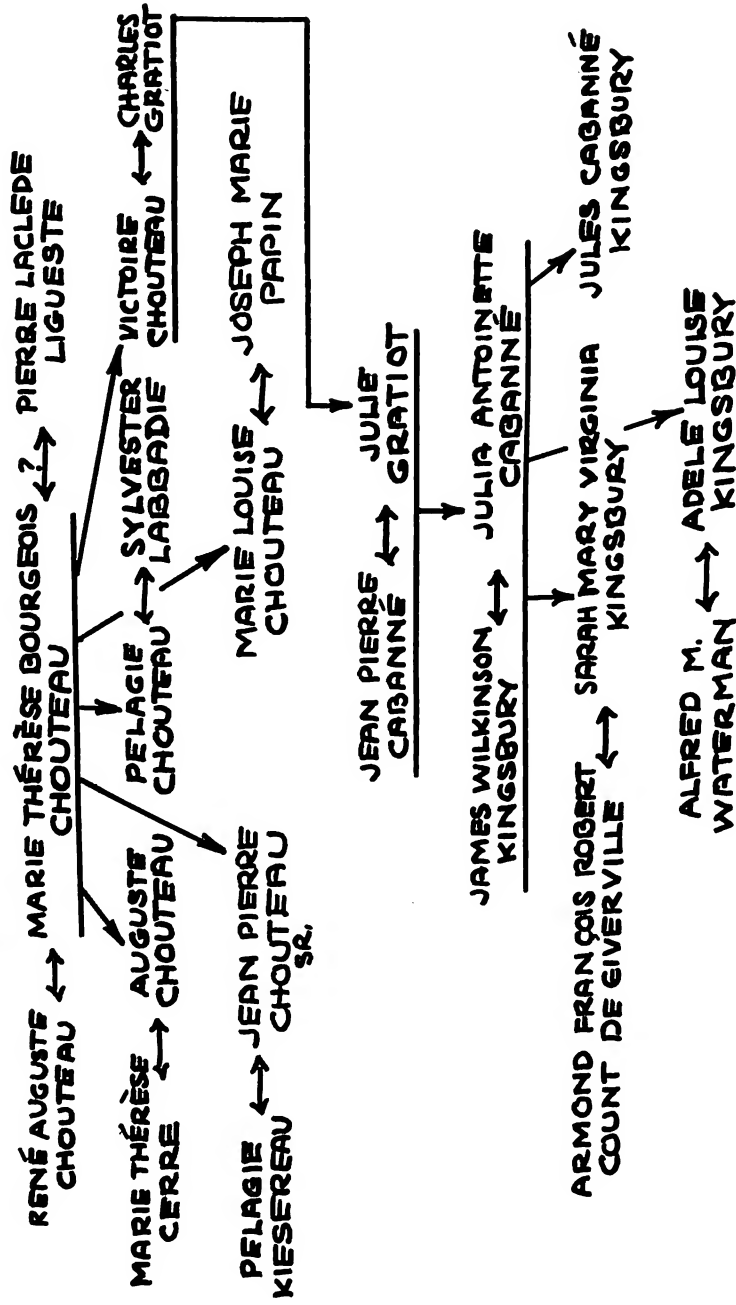 RENÉ AUGUSTE
CHOUTEAU
MARIE THÉRÈSE BOURGEOIS
CHOUTEAU
?
PIERRE LACLEDE
LIGUESTE
MARIE THÉRÈSE
CERRE
AUGUSTE
CHOUTEAU
PELAGIE
CHOUTEAU
SYLVESTER
LABBADIE
VICTOIRE
CHOUTEAU
CHARLES
GRATIOT
PELAGIE
KIESEREAU
JEAN PIERRE
CHOUTEAU
SR.
MARIE LOUISE
CHOUTEAU
JOSEPH MARIE
PAPIN
JEAN PIERRE
CABANNÉ
JULIE
GRATIOT
JAMES WILKINSON
KINGSBURY
JULIA ANTOINETTE
CABANNÉ
ARMOND FRANÇOIS ROBERT
COUNT DE GIVERVILLE
SARAH MARY VIRGINIA
KINGSBURY
JULES CABANNÉ
KINGSBURY
ALFRED M.
WATERMAN
ADELE LOUISE
KINGSBURY